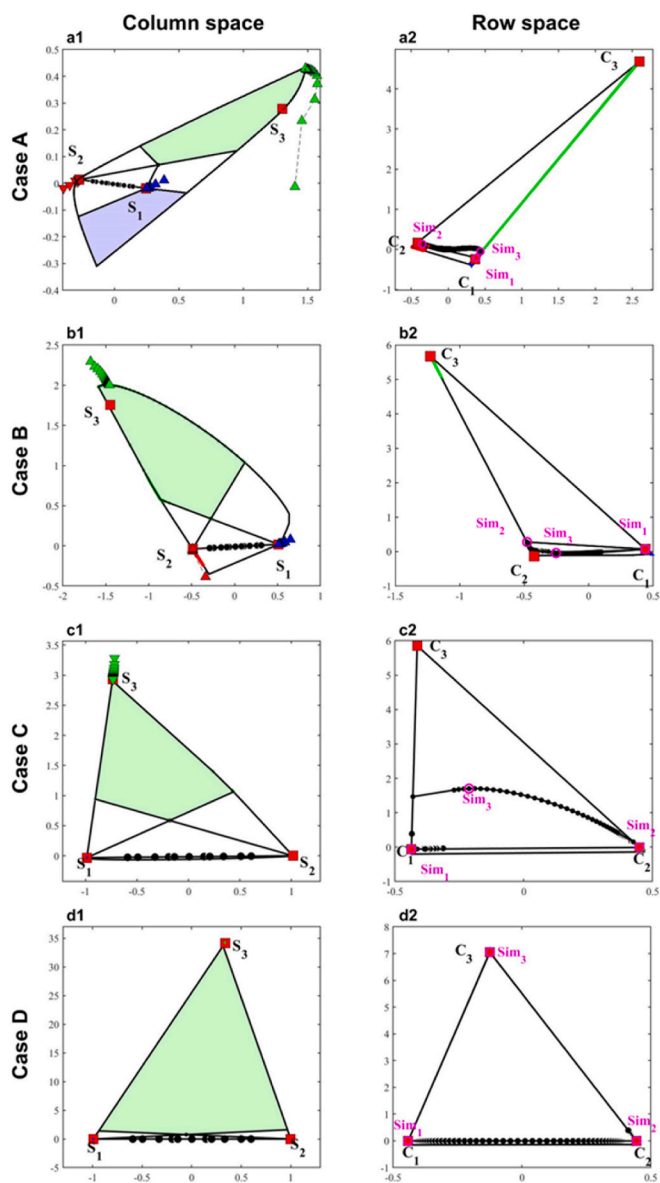 Column space
Row space
a1
a2
Case A
0.5
0.4
0.3
0.2
0.1
0
-0.1
-0.2
-0.3
-0.4
0
0.5
1
1.5
S2
S1
S3
4
3
2
1
0
-1
-0.5
0
0.5
1
1.5
2
2.5
C3
Sim2
C2
Sim3
Sim1
C1
b1
b2
Case B
2.5
2
1.5
1
0.5
0
-0.5
-2
-1.5
-1
-0.5
0
0.5
1
S3
S2
S1
6
5
4
3
2
1
0
-1
-1.5
-1
-0.5
0
0.5
C3
Sim2
Sim3
Sim1
C2
C1
c1
c2
Case C
3.5
3
2.5
2
1.5
1
0.5
0
-0.5
-1
-0.5
0
0.5
1
S3
S1
S2
6
5
4
3
2
1
0
-1
-0.5
0
0.5
C3
Sim3
C1
Sim1
C2
d1
d2
Case D
35
30
25
20
15
10
5
0
-5
-1
-0.5
0
0.5
1
S3
S1
S2
8
7
6
5
4
3
2
1
0
-1
-0.5
0
0.5
C3
Sim3
Sim1
Sim2
C1
C2